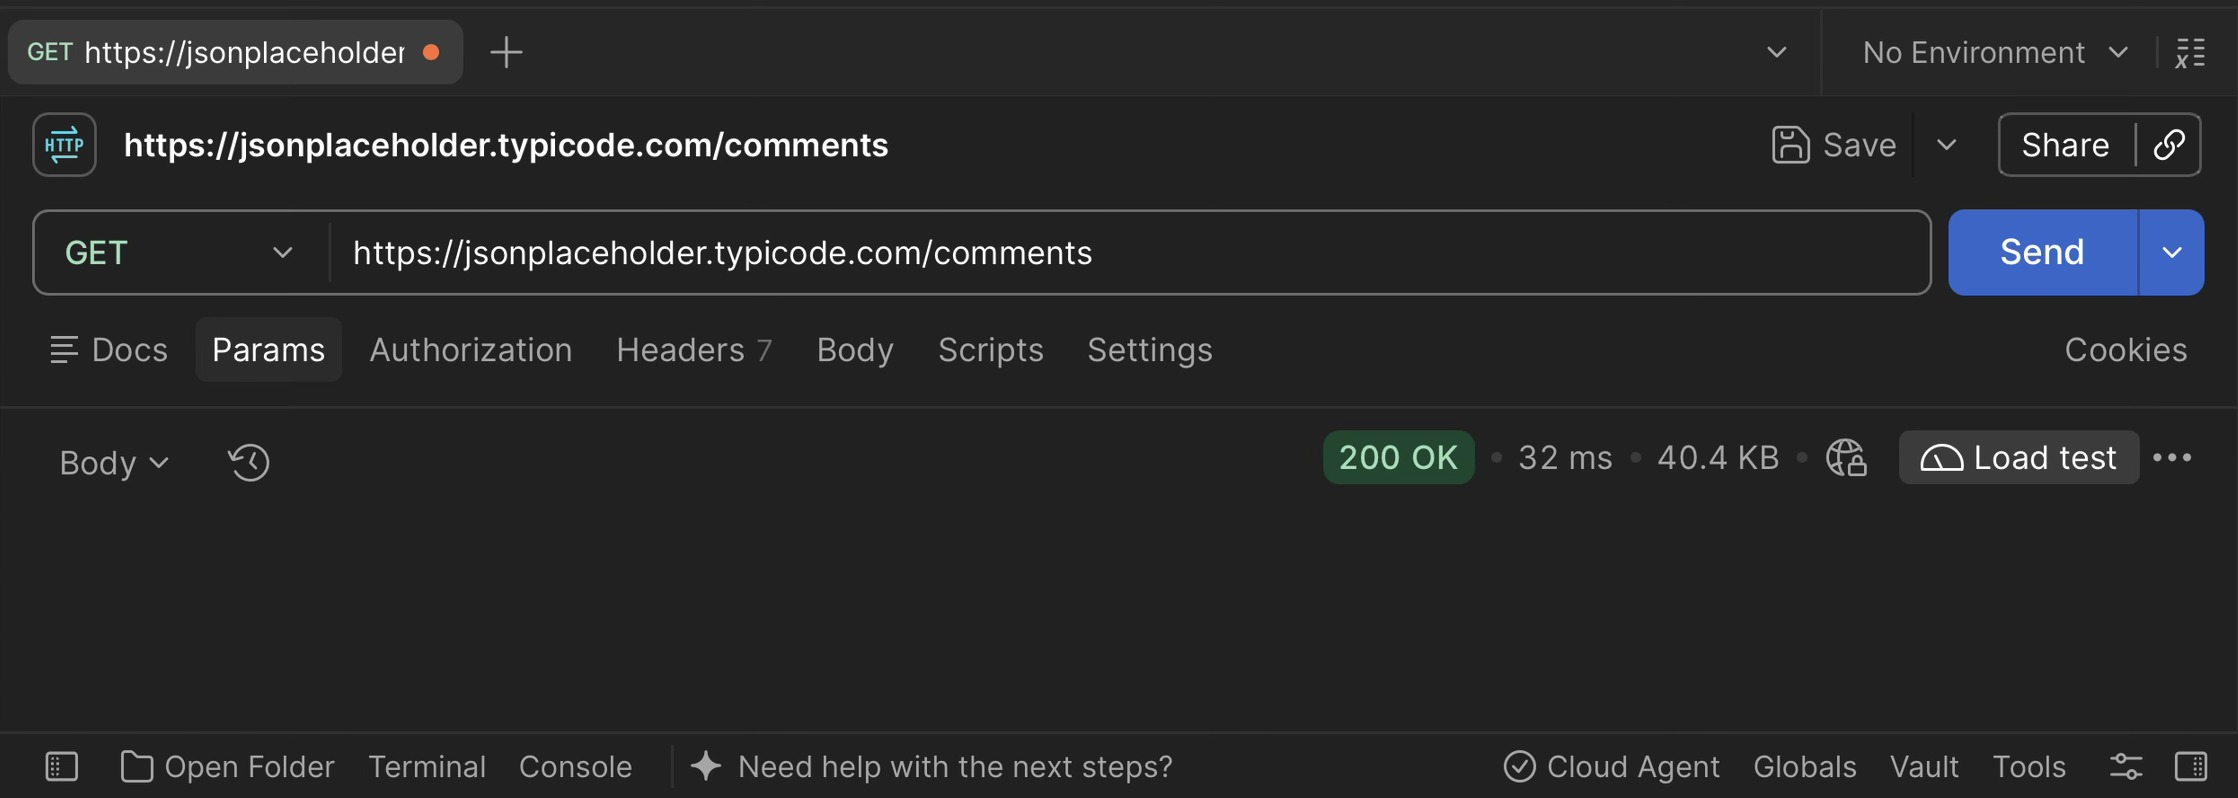 GET https://jsonplaceholder No Environment
HTTP https://jsonplaceholder.typicode.com/comments Save Share
GET https://jsonplaceholder.typicode.com/comments Send
Docs Params Authorization Headers 7 Body Scripts Settings Cookies
Body 200 OK • 32 ms • 40.4 KB • Load test
Open Folder Terminal Console Need help with the next steps? Cloud Agent Globals Vault Tools